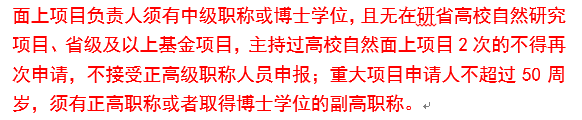 面上项目负责人须有中级职称或博士学位，且无在研省高校自然研究
项目、省级及以上基金项目，主持过高校自然面上项目 2 次的不得再
次申请，不接受正高级职称人员申报；重大项目申请人不超过 50 周
岁，须有正高职称或者取得博士学位的副高职称。